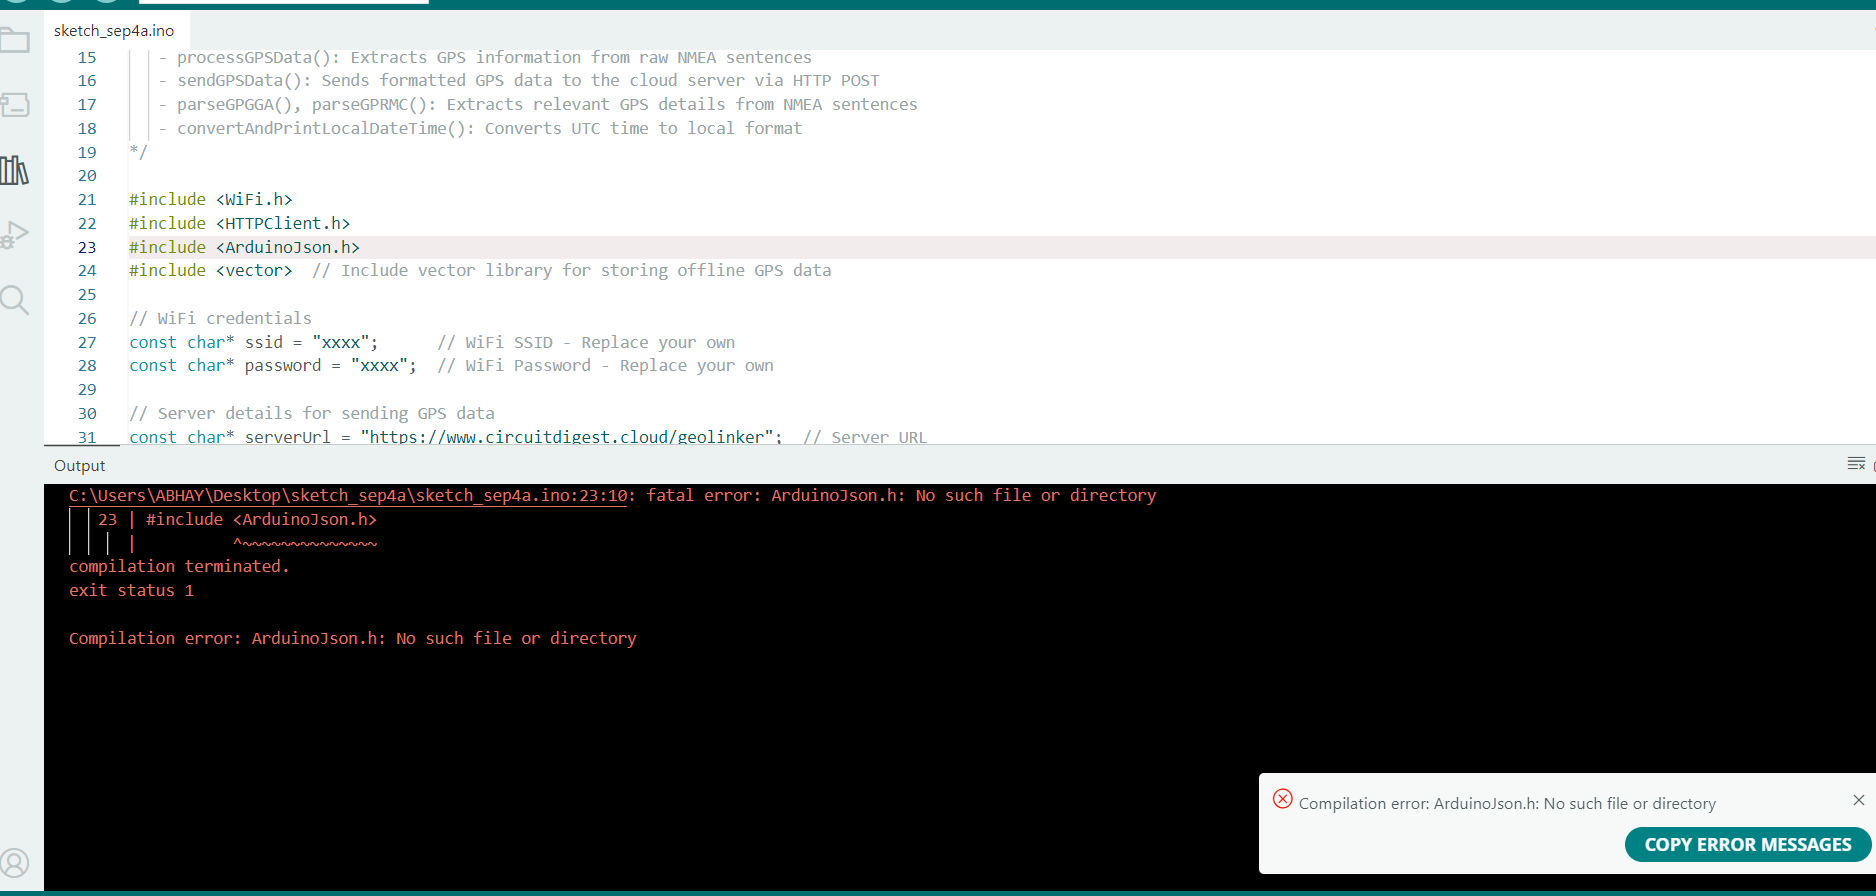 sketch_sep4a.ino
15 - processGPSData(): Extracts GPS information from raw NMEA sentences
16 - sendGPSData(): Sends formatted GPS data to the cloud server via HTTP POST
17 - parseGPGGA(), parseGPRMC(): Extracts relevant GPS details from NMEA sentences
18 - convertAndPrintLocalDateTime(): Converts UTC time to local format
19 */
20
21 #include <WiFi.h>
22 #include <HTTPClient.h>
23 #include <ArduinoJson.h>
24 #include <vector>  // Include vector library for storing offline GPS data
25
26 // WiFi credentials
27 const char* ssid = "xxxx";      // WiFi SSID - Replace your own
28 const char* password = "xxxx";  // WiFi Password - Replace your own
29
30 // Server details for sending GPS data
31 const char* serverUrl = "https://www.circuitdigest.cloud/geolinker";  // Server URL
Output
C:\Users\ABHAY\Desktop\sketch_sep4a\sketch_sep4a.ino:23:10: fatal error: ArduinoJson.h: No such file or directory
23 | #include <ArduinoJson.h>
|          ^~~~~~~~~~~~~~~
compilation terminated.
exit status 1
Compilation error: ArduinoJson.h: No such file or directory
Compilation error: ArduinoJson.h: No such file or directory
COPY ERROR MESSAGES